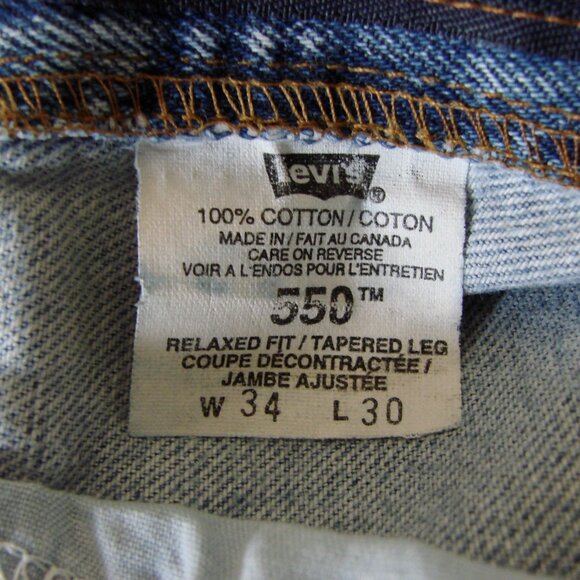 Levi's ®
100% COTTON/COTON
MADE IN/FAIT AU CANADA
CARE ON REVERSE
VOIR A L'ENDOS POUR L'ENTRETIEN
550™
RELAXED FIT/TAPERED LEG
COUPE DÉCONTRACTÉE/
JAMBE AJUSTÉE
W 34 L 30